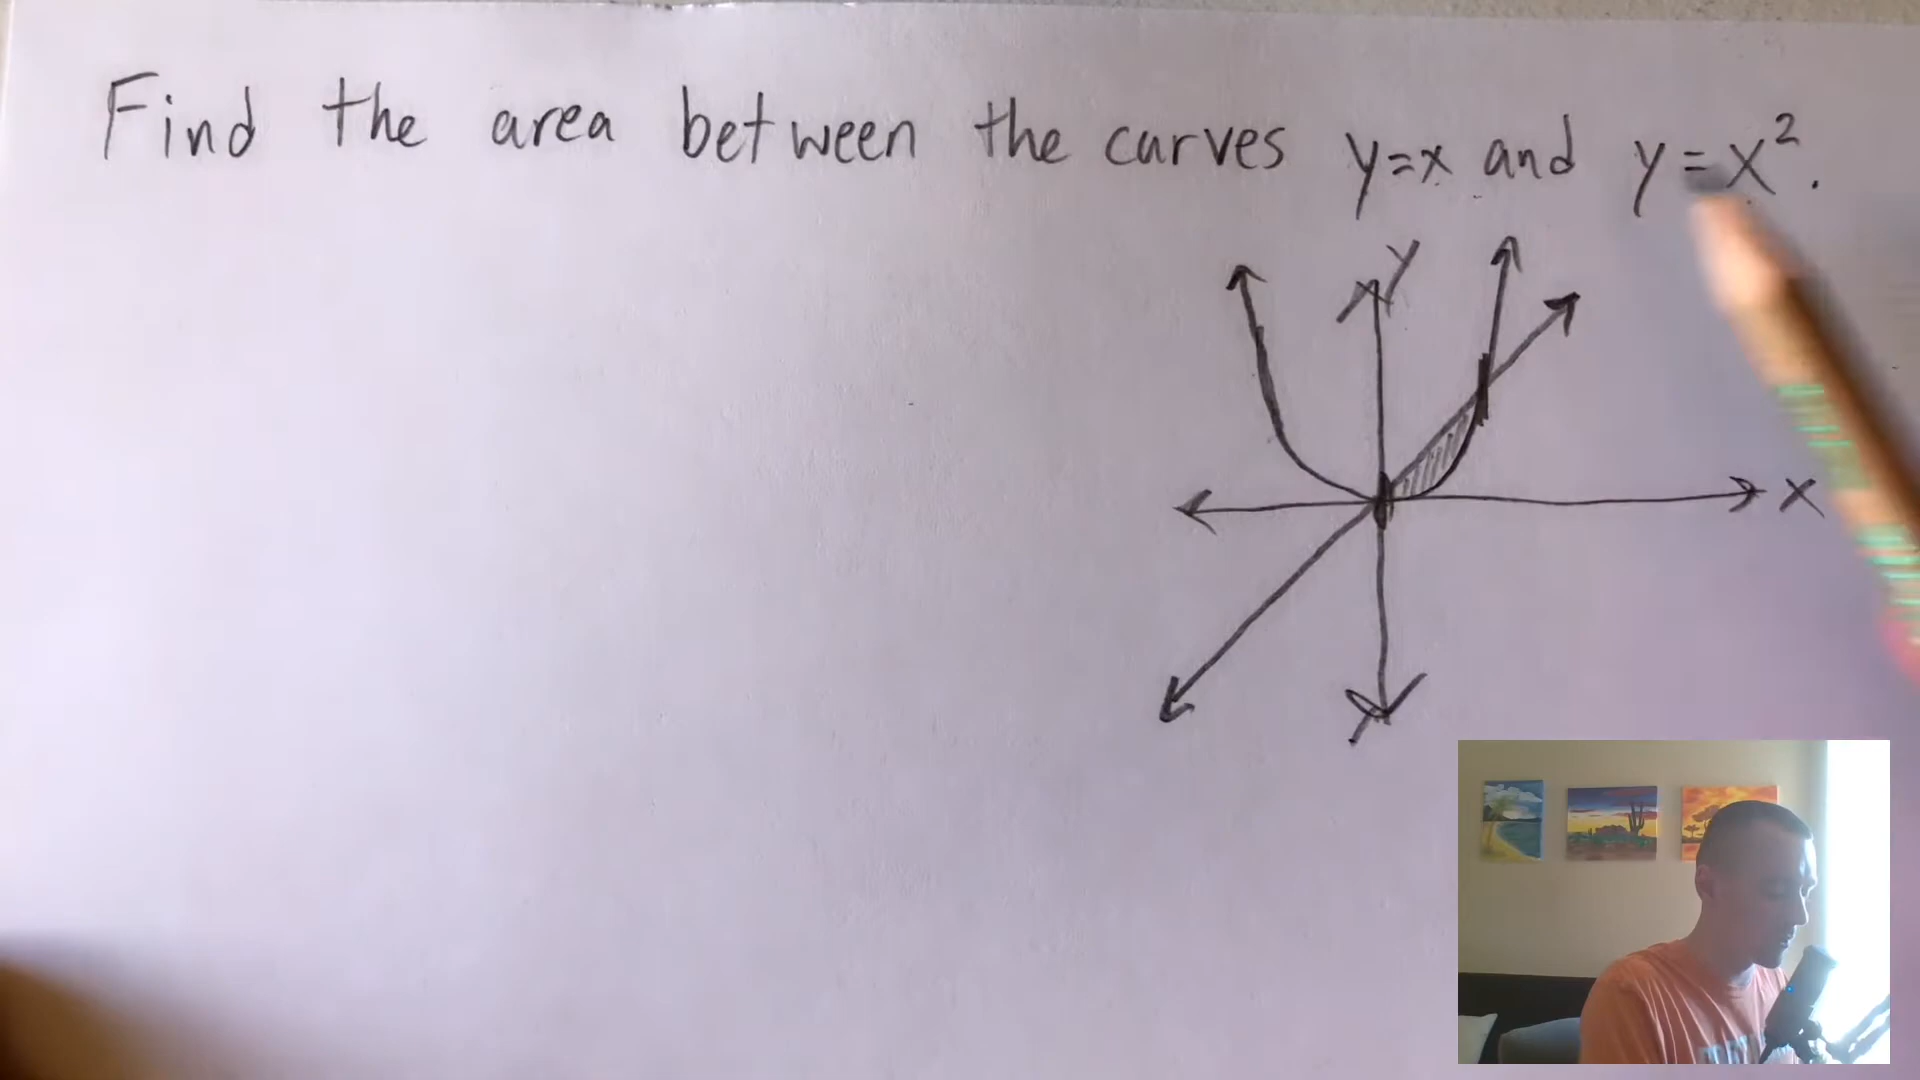 Find the area between the curves y=x and y=x².
y
x